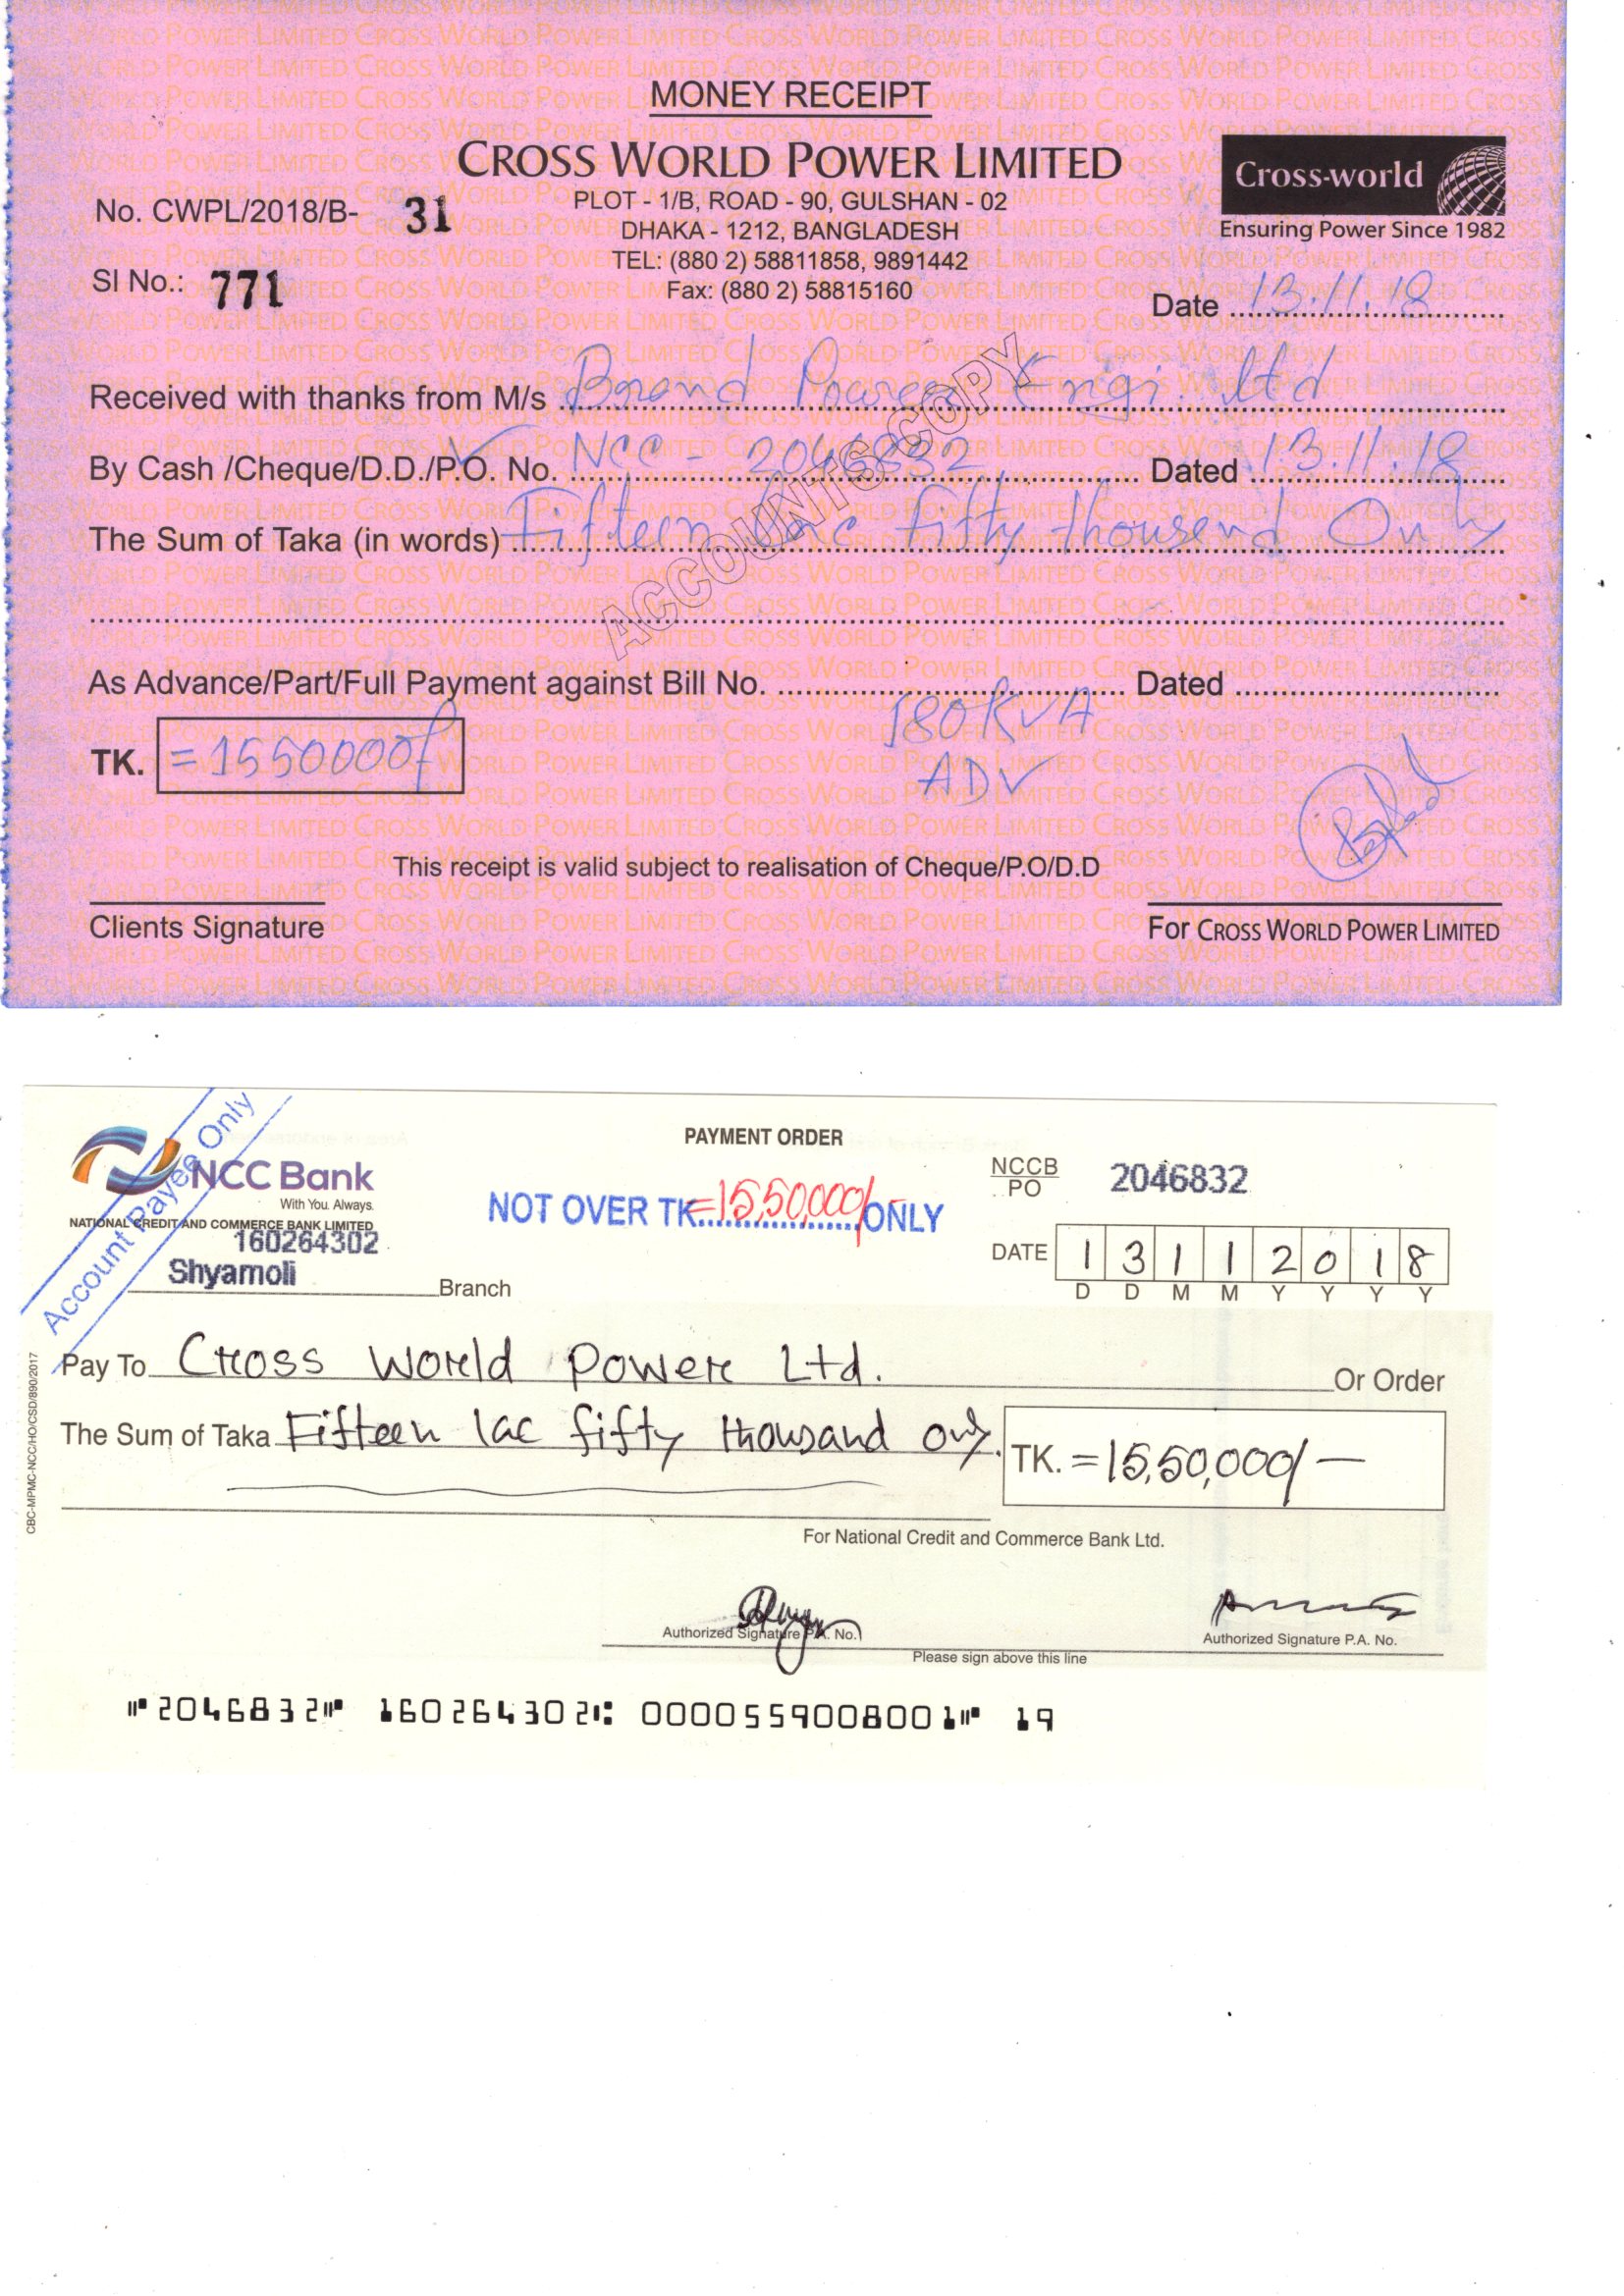 MONEY RECEIPT
CROSS WORLD POWER LIMITED
PLOT - 1/B, ROAD - 90, GULSHAN - 02
DHAKA - 1212, BANGLADESH
TEL: (880 2) 58811858, 9891442
Fax: (880 2) 58815160
Cross-world
Ensuring Power Since 1982
No. CWPL/2018/B- 31
SI No.: 771
Date 13.11.18
Received with thanks from M/s Brand Power Engi. Ltd
By Cash /Cheque/D.D./P.O. No. NCC - 2046832 Dated 13.11.18
The Sum of Taka (in words) Fifteen lac fifty thousend Only
ACCOUNTS COPY
As Advance/Part/Full Payment against Bill No. Dated
TK. =1550000/
180KVA
ADV
This receipt is valid subject to realisation of Cheque/P.O/D.D
Clients Signature
For CROSS WORLD POWER LIMITED
Account Payee Only
NCC Bank
With You. Always.
NATIONAL CREDIT AND COMMERCE BANK LIMITED
160264302
Shyamoli Branch
PAYMENT ORDER
NOT OVER TK. =15,50,000/- ONLY
NCCB PO 2046832
DATE 1 3 1 1 2 0 1 8
D D M M Y Y Y Y
Pay To Cross World Power Ltd. Or Order
The Sum of Taka Fifteen lac fifty thousand only. TK. =15,50,000/—
For National Credit and Commerce Bank Ltd.
Authorized Signature P.A. No.
Authorized Signature P.A. No.
Please sign above this line
CBC-MPMC-NCC/HO/CSD/890/2017
⑈2046832⑈ 160264302⑆ 0000559008001⑈ 19